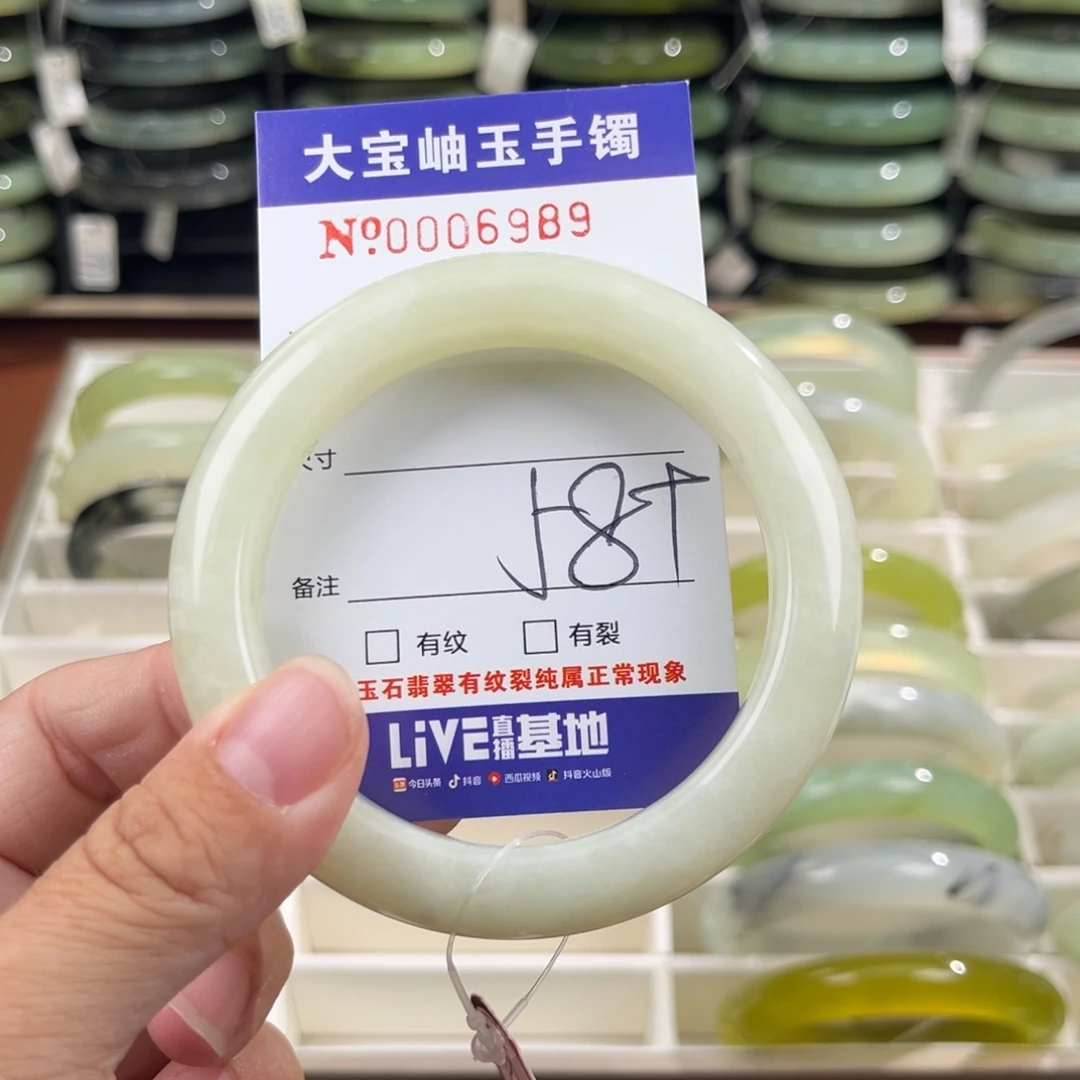 大宝岫玉手镯
Nº0006989
寸
58
备注
有纹 有裂
玉石翡翠有纹裂纯属正常现象
LiVE直播基地
今日头条 抖音 西瓜视频 抖音火山版